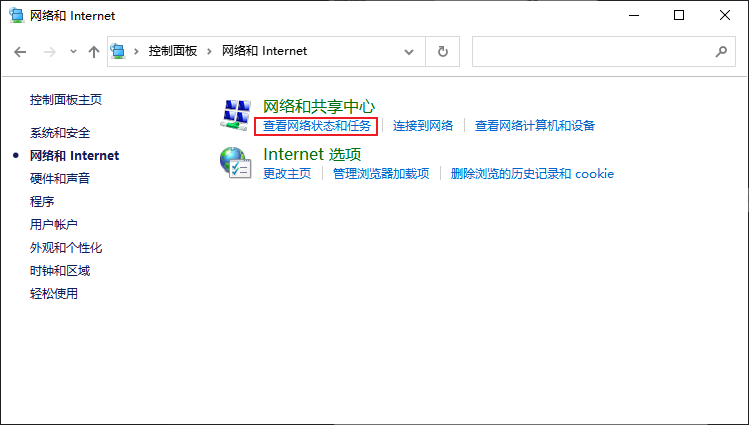 网络和 Internet
控制面板 网络和 Internet
控制面板主页
系统和安全
网络和 Internet
硬件和声音
程序
用户帐户
外观和个性化
时钟和区域
轻松使用
网络和共享中心
查看网络状态和任务 连接到网络 查看网络计算机和设备
Internet 选项
更改主页 管理浏览器加载项 删除浏览的历史记录和 cookie